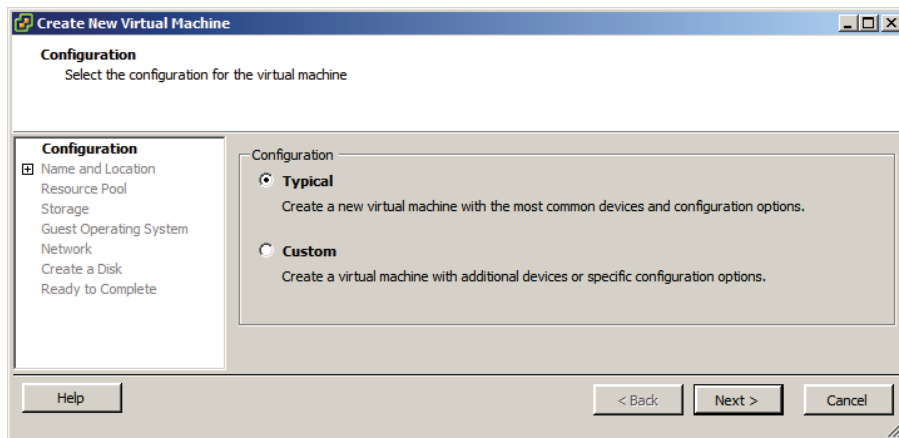 Create New Virtual Machine
Configuration
Select the configuration for the virtual machine
Configuration
Name and Location
Resource Pool
Storage
Guest Operating System
Network
Create a Disk
Ready to Complete
Configuration
Typical
Create a new virtual machine with the most common devices and configuration options.
Custom
Create a virtual machine with additional devices or specific configuration options.
Help
< Back
Next >
Cancel